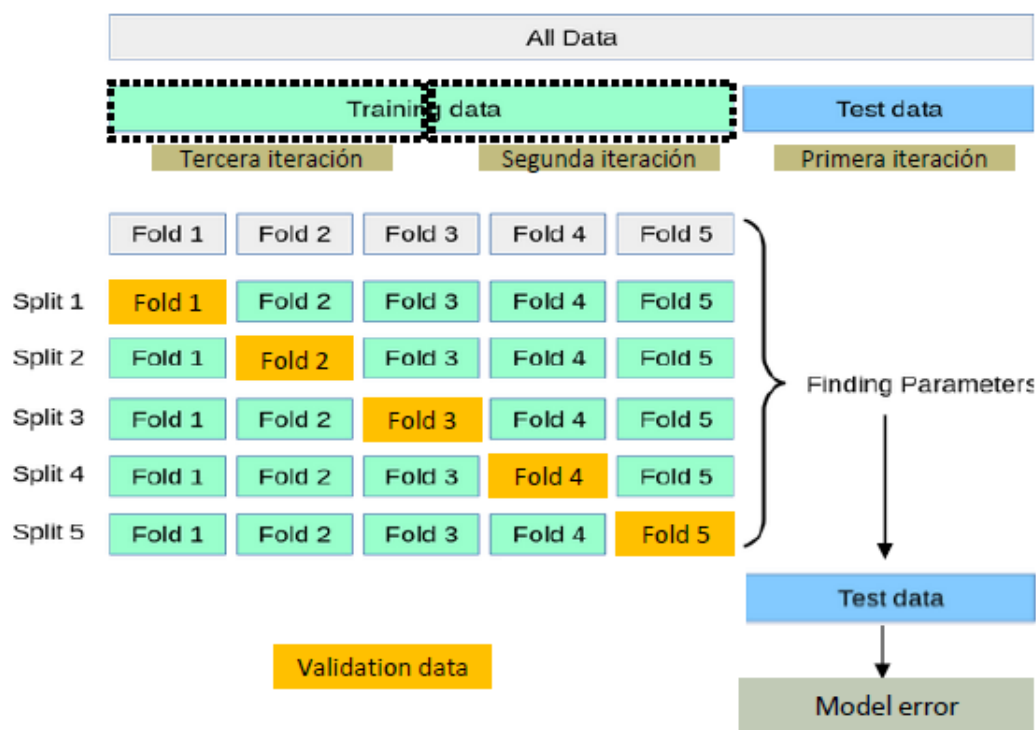 All Data
Training data Test data
Tercera iteración Segunda iteración Primera iteración
Fold 1 Fold 2 Fold 3 Fold 4 Fold 5
Split 1 Fold 1 Fold 2 Fold 3 Fold 4 Fold 5
Split 2 Fold 1 Fold 2 Fold 3 Fold 4 Fold 5
Finding Parameters
Split 3 Fold 1 Fold 2 Fold 3 Fold 4 Fold 5
Split 4 Fold 1 Fold 2 Fold 3 Fold 4 Fold 5
Split 5 Fold 1 Fold 2 Fold 3 Fold 4 Fold 5
Test data
Validation data
Model error